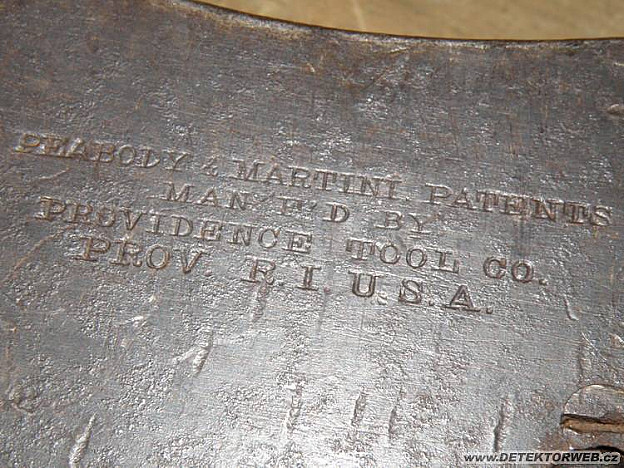 PEABODY & MARTINI. PATENTS
MAN'F'D BY
PROVIDENCE TOOL CO.
PROV. R.I. U.S.A.
www.DETEKTORWEB.cz